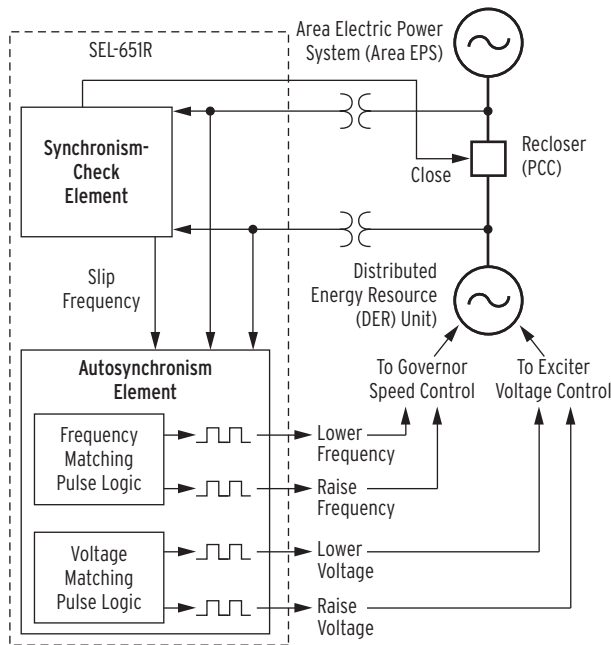 SEL-651R
Area Electric Power
System (Area EPS)
Synchronism-
Check
Element
Recloser
(PCC)
Close
Slip
Frequency
Distributed
Energy Resource
(DER) Unit)
Autosynchronism
Element
To Governor
Speed Control
To Exciter
Voltage Control
Frequency
Matching
Pulse Logic
Lower
Frequency
Raise
Frequency
Voltage
Matching
Pulse Logic
Lower
Voltage
Raise
Voltage